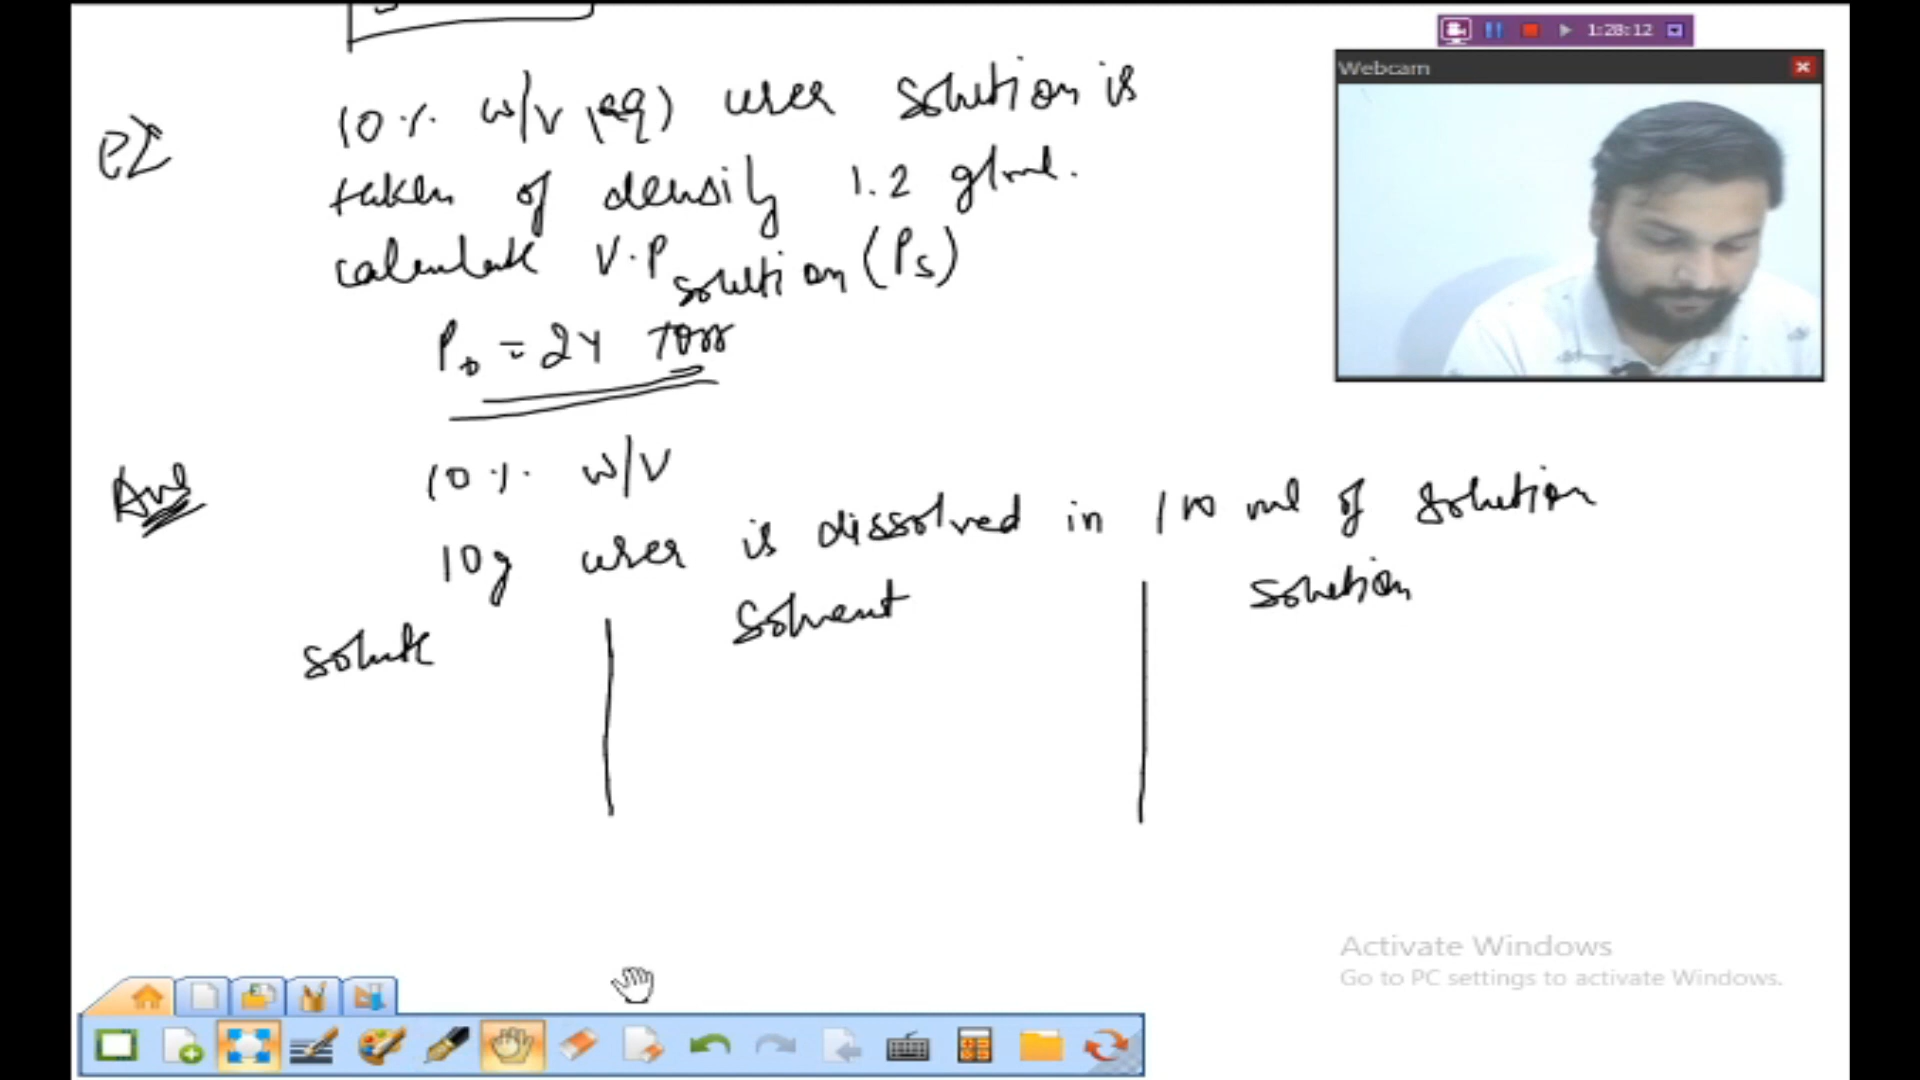 1:28:12
Webcam
eg
10% w/v (aq) urea solution is
taken of density 1.2 g/ml.
calculate V.P solution (Ps)
P0 = 24 torr
Ans
10% w/v
10g urea is dissolved in 100 ml of solution
solute solvent solution
Activate Windows
Go to PC settings to activate Windows.